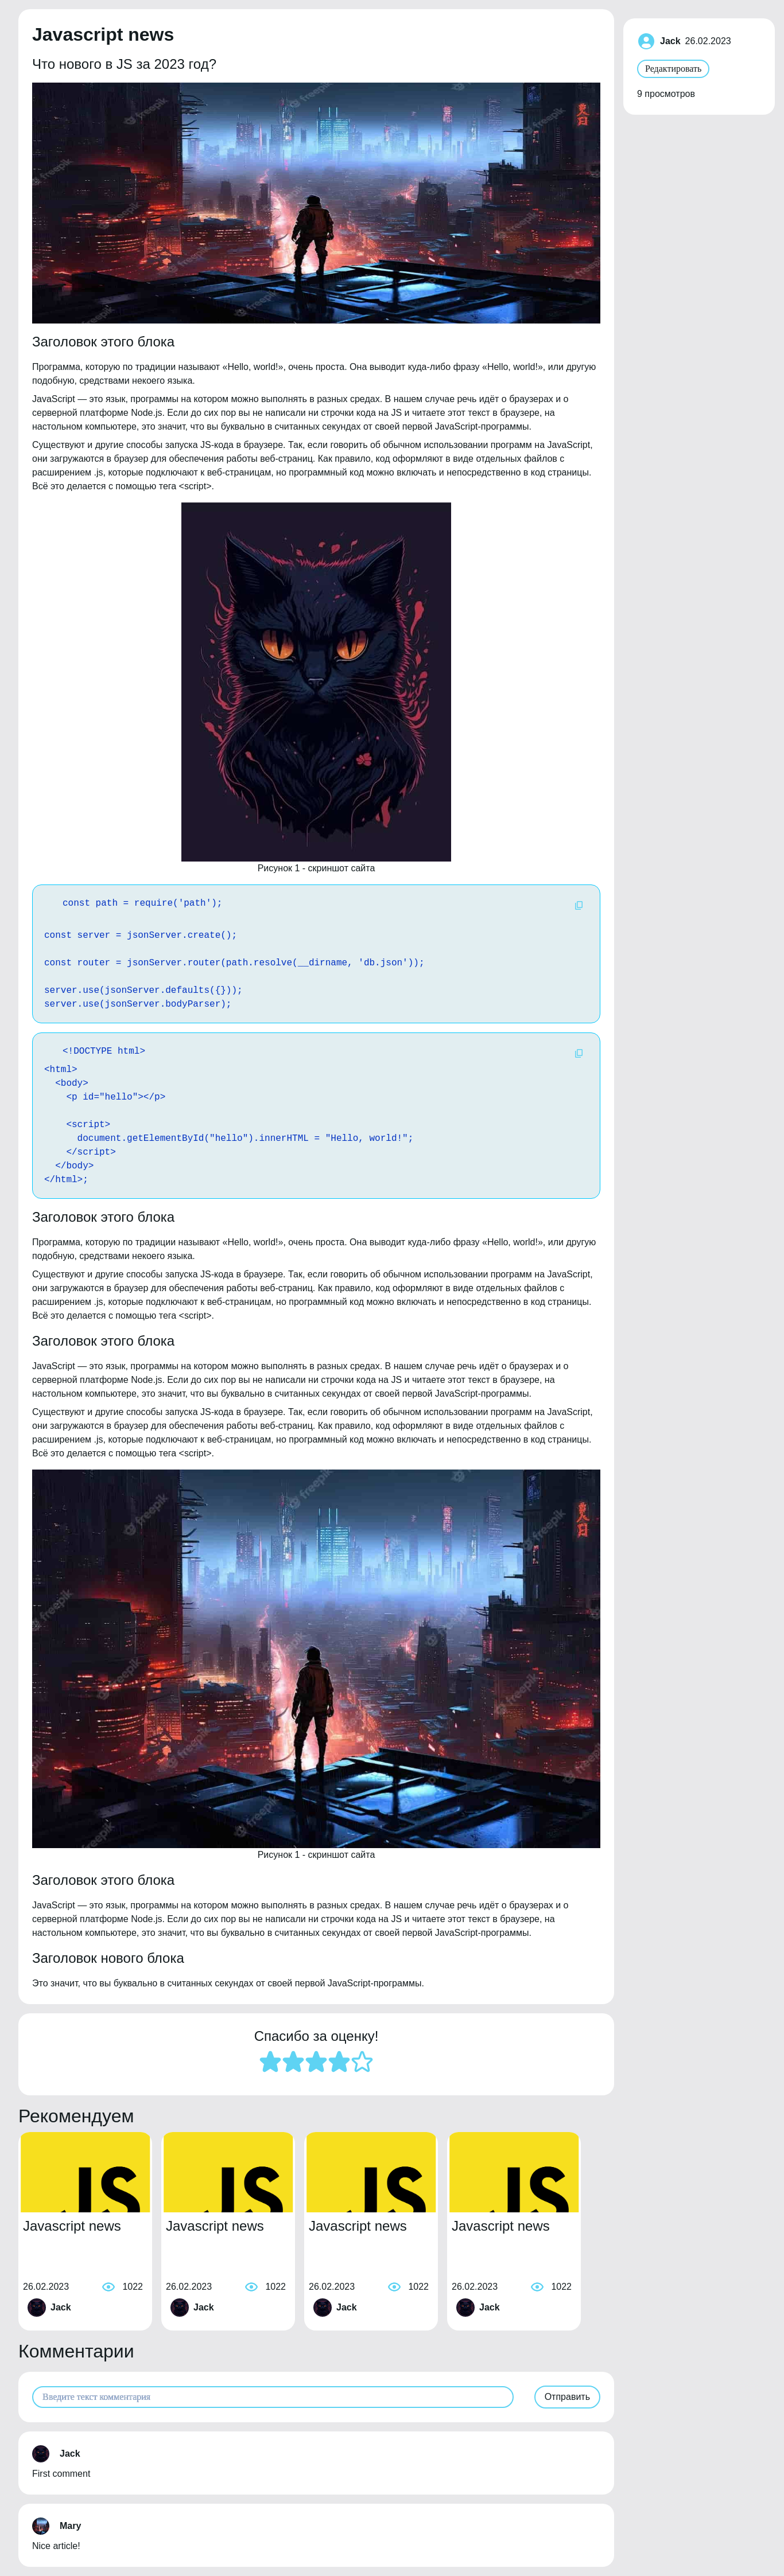 Javascript news
Что нового в JS за 2023 год?
Заголовок этого блока
Программа, которую по традиции называют «Hello, world!», очень проста. Она выводит куда-либо фразу «Hello, world!», или другую
подобную, средствами некоего языка.
JavaScript — это язык, программы на котором можно выполнять в разных средах. В нашем случае речь идёт о браузерах и о
серверной платформе Node.js. Если до сих пор вы не написали ни строчки кода на JS и читаете этот текст в браузере, на
настольном компьютере, это значит, что вы буквально в считанных секундах от своей первой JavaScript-программы.
Существуют и другие способы запуска JS-кода в браузере. Так, если говорить об обычном использовании программ на JavaScript,
они загружаются в браузер для обеспечения работы веб-страниц. Как правило, код оформляют в виде отдельных файлов с
расширением .js, которые подключают к веб-страницам, но программный код можно включать и непосредственно в код страницы.
Всё это делается с помощью тега <script>.
Рисунок 1 - скриншот сайта
const path = require('path');
const server = jsonServer.create();
const router = jsonServer.router(path.resolve(__dirname, 'db.json'));
server.use(jsonServer.defaults({}));
server.use(jsonServer.bodyParser);
<!DOCTYPE html>
<html>
  <body>
    <p id="hello"></p>
    <script>
      document.getElementById("hello").innerHTML = "Hello, world!";
    </script>
  </body>
</html>;
Заголовок этого блока
Программа, которую по традиции называют «Hello, world!», очень проста. Она выводит куда-либо фразу «Hello, world!», или другую
подобную, средствами некоего языка.
Существуют и другие способы запуска JS-кода в браузере. Так, если говорить об обычном использовании программ на JavaScript,
они загружаются в браузер для обеспечения работы веб-страниц. Как правило, код оформляют в виде отдельных файлов с
расширением .js, которые подключают к веб-страницам, но программный код можно включать и непосредственно в код страницы.
Всё это делается с помощью тега <script>.
Заголовок этого блока
JavaScript — это язык, программы на котором можно выполнять в разных средах. В нашем случае речь идёт о браузерах и о
серверной платформе Node.js. Если до сих пор вы не написали ни строчки кода на JS и читаете этот текст в браузере, на
настольном компьютере, это значит, что вы буквально в считанных секундах от своей первой JavaScript-программы.
Существуют и другие способы запуска JS-кода в браузере. Так, если говорить об обычном использовании программ на JavaScript,
они загружаются в браузер для обеспечения работы веб-страниц. Как правило, код оформляют в виде отдельных файлов с
расширением .js, которые подключают к веб-страницам, но программный код можно включать и непосредственно в код страницы.
Всё это делается с помощью тега <script>.
Рисунок 1 - скриншот сайта
Заголовок этого блока
JavaScript — это язык, программы на котором можно выполнять в разных средах. В нашем случае речь идёт о браузерах и о
серверной платформе Node.js. Если до сих пор вы не написали ни строчки кода на JS и читаете этот текст в браузере, на
настольном компьютере, это значит, что вы буквально в считанных секундах от своей первой JavaScript-программы.
Заголовок нового блока
Это значит, что вы буквально в считанных секундах от своей первой JavaScript-программы.
Jack 26.02.2023
Редактировать
9 просмотров
Спасибо за оценку!
Рекомендуем
JS JS JS JS
Javascript news Javascript news Javascript news Javascript news
26.02.2023 1022 26.02.2023 1022 26.02.2023 1022 26.02.2023 1022
Jack Jack Jack Jack
Комментарии
Введите текст комментария Отправить
Jack
First comment
Mary
Nice article!